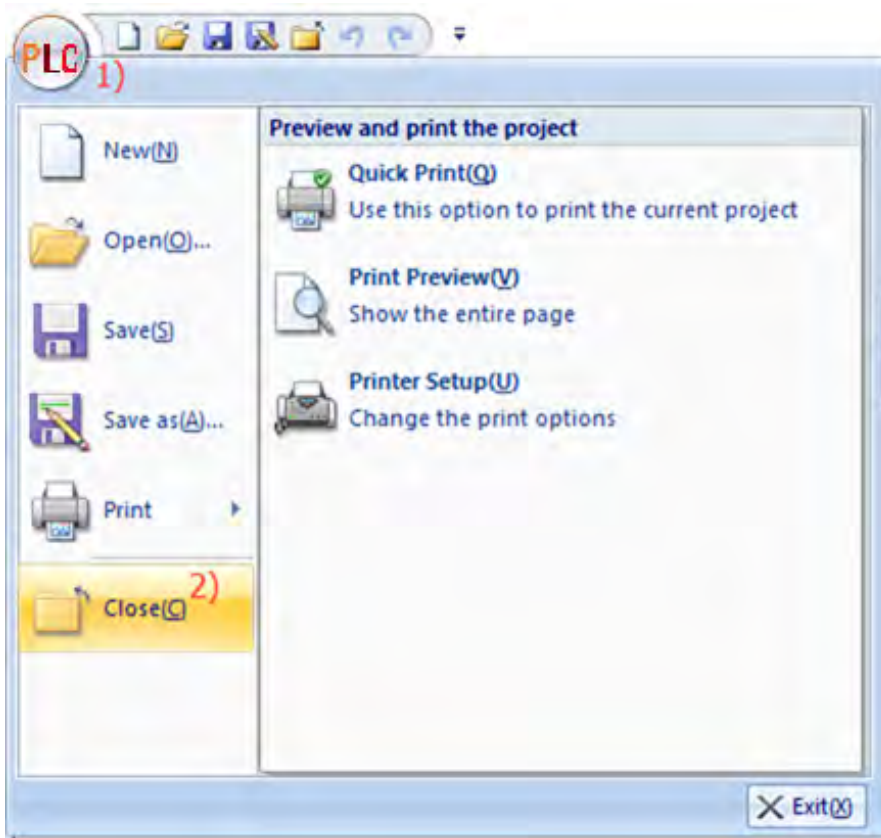 PLC
1)
New(N)
Open(O)...
Save(S)
Save as(A)...
Print
Close(C)
2)
Preview and print the project
Quick Print(Q)
Use this option to print the current project
Print Preview(V)
Show the entire page
Printer Setup(U)
Change the print options
Exit(X)